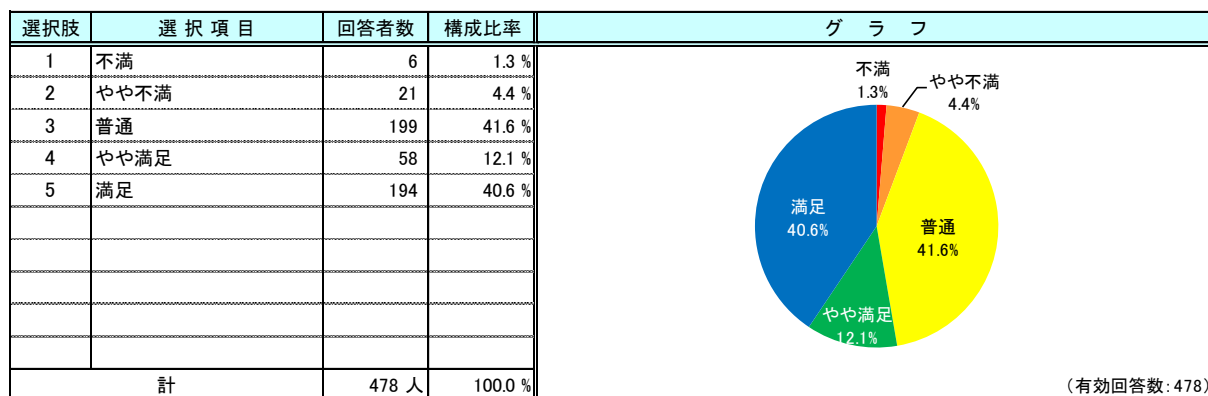 選択肢 選択項目 回答者数 構成比率 グラフ
1 不満 6 1.3 %
2 やや不満 21 4.4 %
3 普通 199 41.6 %
4 やや満足 58 12.1 %
5 満足 194 40.6 %
計 478 人 100.0 %
不満
1.3%
やや不満
4.4%
満足
40.6%
普通
41.6%
やや満足
12.1%
(有効回答数:478)